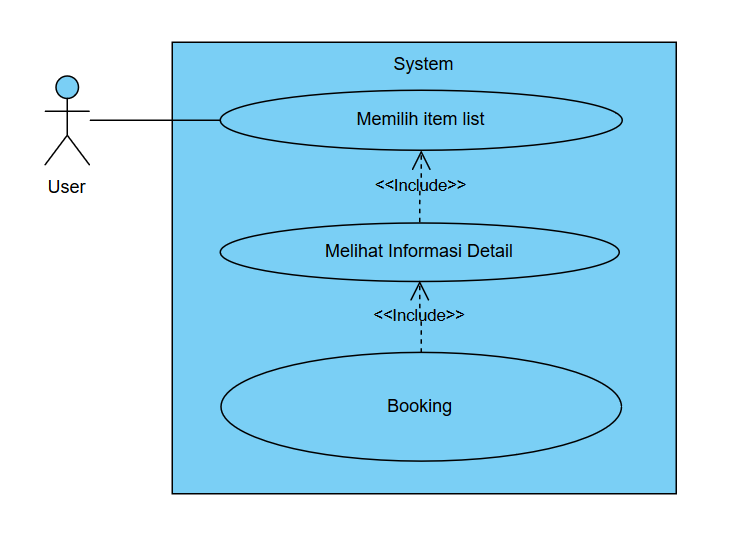 System
Memilih item list
<<Include>>
User
Melihat Informasi Detail
<<Include>>
Booking